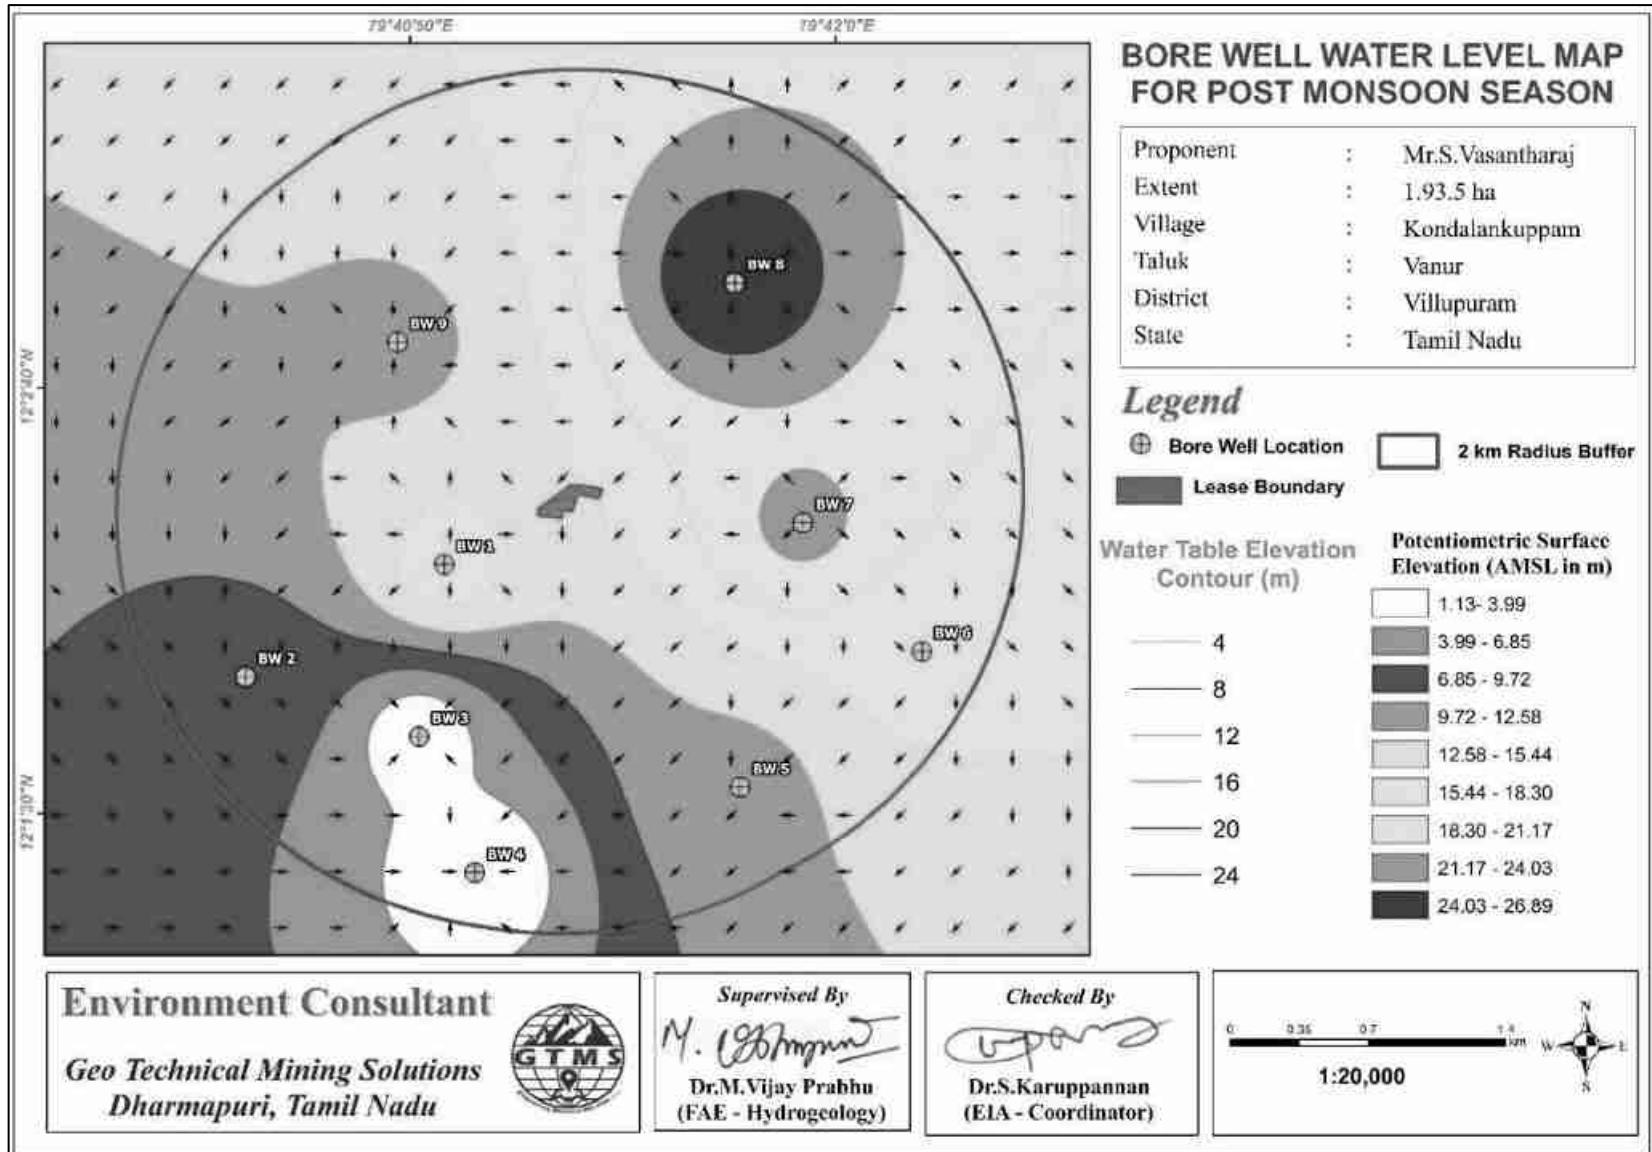 79°40'50"E
79°42'0"E
BORE WELL WATER LEVEL MAP
FOR POST MONSOON SEASON
Proponent : Mr.S.Vasantharaj
Extent : 1.93.5 ha
Village : Kondalankuppam
Taluk : Vanur
District : Villupuram
State : Tamil Nadu
Legend
Bore Well Location
2 km Radius Buffer
Lease Boundary
Water Table Elevation
Contour (m)
4
8
12
16
20
24
Potentiometric Surface
Elevation (AMSL in m)
1.13- 3.99
3.99 - 6.85
6.85 - 9.72
9.72 - 12.58
12.58 - 15.44
15.44 - 18.30
18.30 - 21.17
21.17 - 24.03
24.03 - 26.89
BW 8
BW 9
BW 7
BW 1
BW 6
BW 2
BW 3
BW 5
BW 4
12°1'30"N
Environment Consultant
Geo Technical Mining Solutions
Dharmapuri, Tamil Nadu
GTMS
Supervised By
Dr.M.Vijay Prabhu
(FAE - Hydrogeology)
Checked By
Dr.S.Karuppannan
(EIA - Coordinator)
0 0.35 0.7 1.4
km
1:20,000
N
W E
S